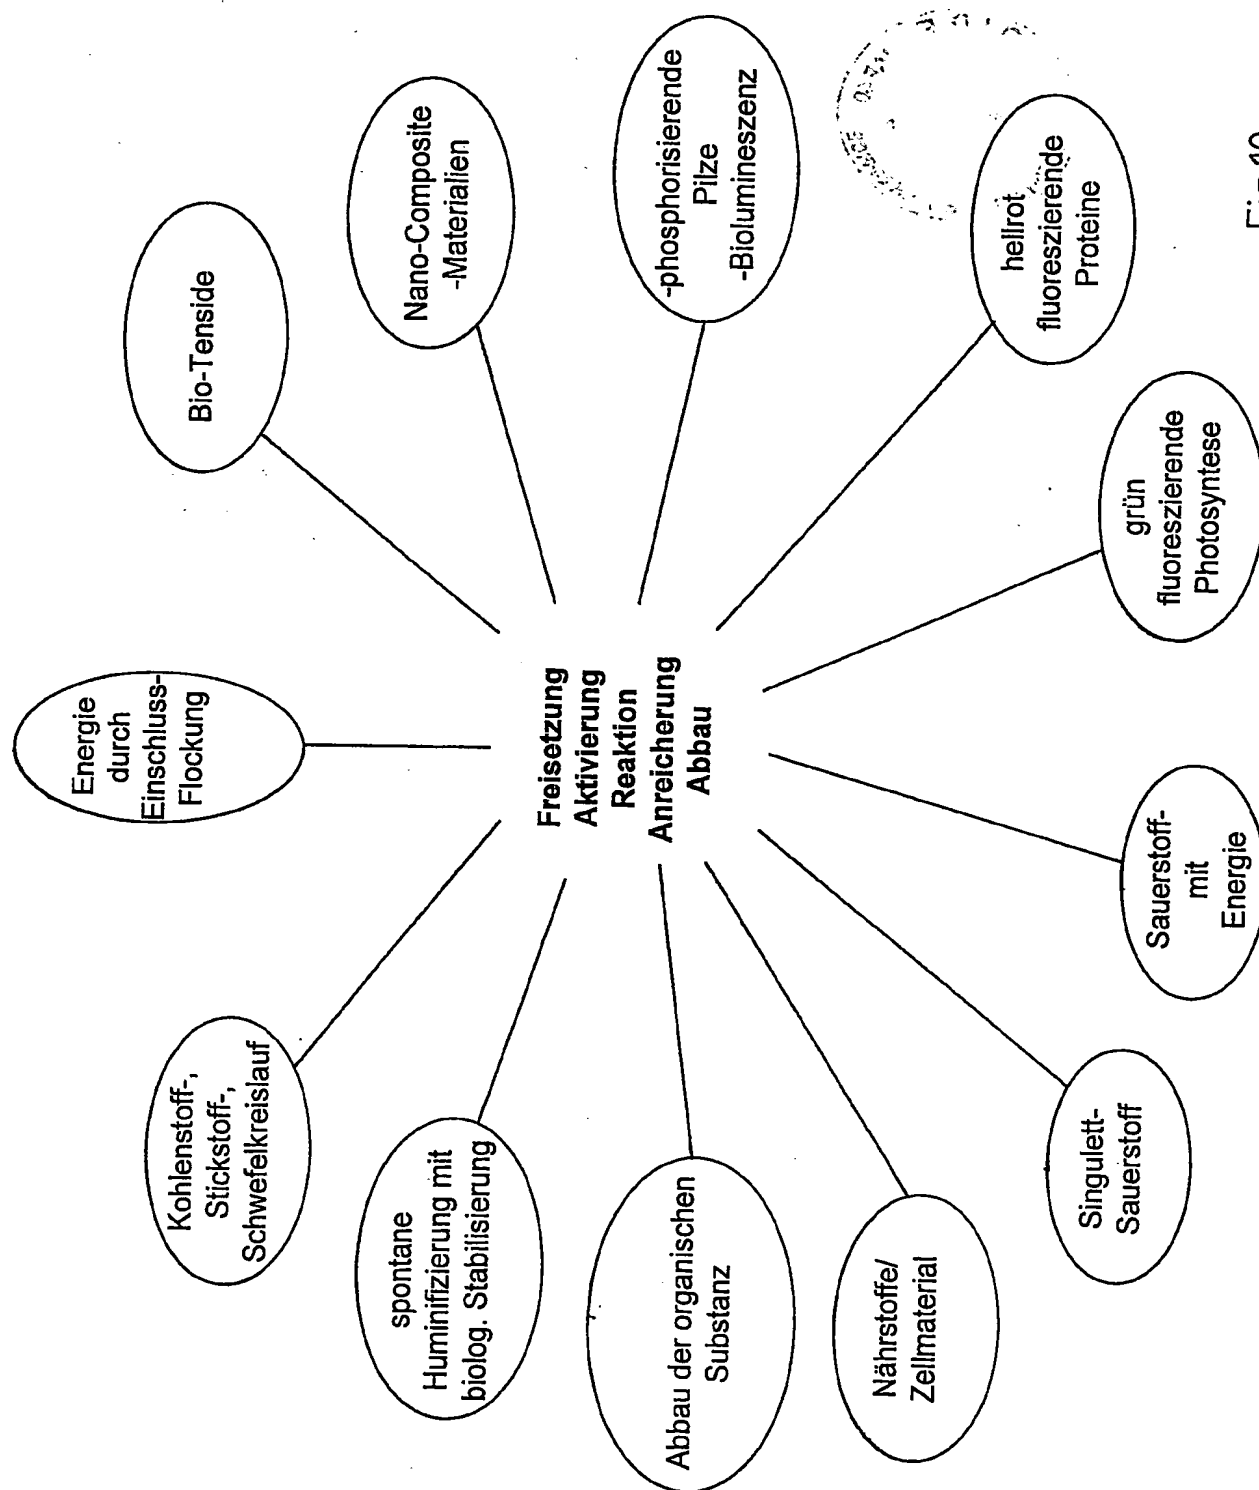 Energie
durch
Einschluss-
Flockung
Bio-Tenside
Nano-Composite
-Materialien
-phosphorisierende
Pilze
-Biolumineszenz
hellrot
fluoreszierende
Proteine
grün
fluoreszierende
Photosyntese
Sauerstoff-
mit
Energie
Singulett-
Sauerstoff
Nährstoffe/
Zellmaterial
Abbau der organischen
Substanz
spontane
Huminifizierung mit
biolog. Stabilisierung
Kohlenstoff-,
Stickstoff-,
Schwefelkreislauf
Freisetzung
Aktivierung
Reaktion
Anreicherung
Abbau